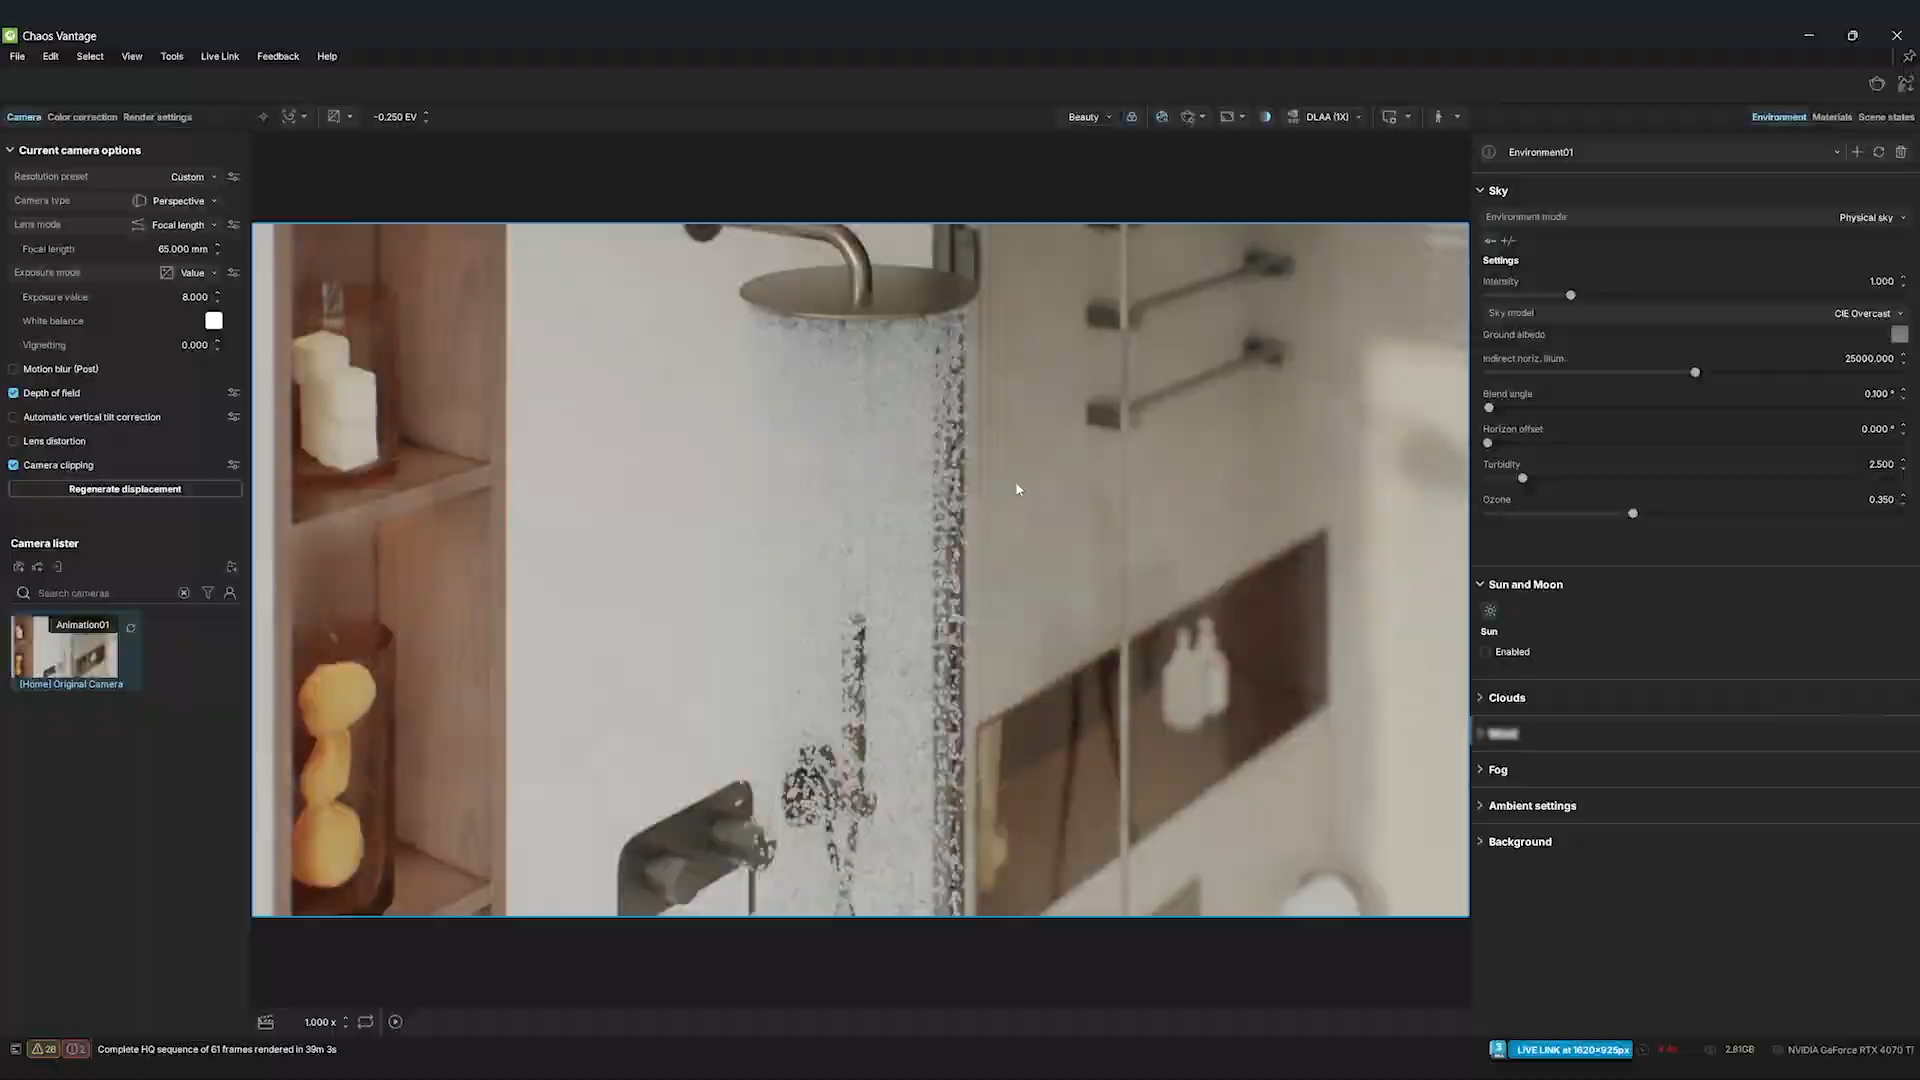 Chaos Vantage
File Edit Select View Tools Live Link Feedback Help
Camera Color correction Render settings
-0.250 EV
Beauty
DLAA (1X)
Environment Materials Scene states
Current camera options
Resolution preset Custom
Camera type Perspective
Lens mode Focal length
Focal length 65.000 mm
Exposure mode Value
Exposure value 8.000
White balance
Vignetting 0.000
Motion blur (Post)
Depth of field
Automatic vertical tilt correction
Lens distortion
Camera clipping
Regenerate displacement
Camera lister
Search cameras
Animation01
[Home] Original Camera
Environment01
Sky
Environment mode Physical sky
+/-
Settings
Intensity 1.000
Sky model CIE Overcast
Ground albedo
Indirect horiz. illum. 25000.000
Blend angle 0.100 °
Horizon offset 0.000 °
Turbidity 2.500
Ozone 0.350
Sun and Moon
Sun
Enabled
Clouds
Fog
Ambient settings
Background
1.000 x
28
2
Complete HQ sequence of 61 frames rendered in 39m 3s
LIVE LINK at 1620×925px
2.81GB
NVIDIA GeForce RTX 4070 Ti